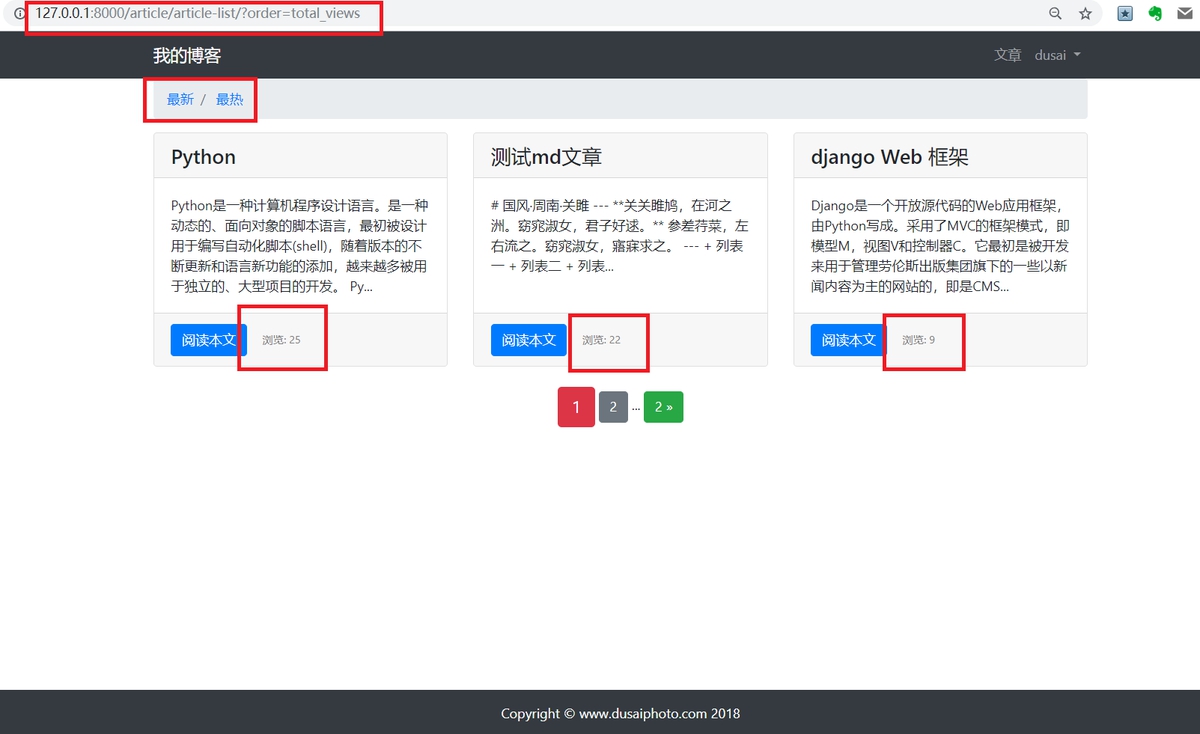 127.0.0.1:8000/article/article-list/?order=total_views
我的博客
文章 dusai
最新 / 最热
Python
Python是一种计算机程序设计语言。是一种
动态的、面向对象的脚本语言，最初被设计
用于编写自动化脚本(shell)，随着版本的不
断更新和语言新功能的添加，越来越多被用
于独立的、大型项目的开发。 Py...
阅读本文 浏览: 25
测试md文章
# 国风·周南·关雎 --- **关关雎鸠，在河之
洲。窈窕淑女，君子好逑。** 参差荇菜，左
右流之。窈窕淑女，寤寐求之。 --- + 列表
一 + 列表二 + 列表...
阅读本文 浏览: 22
django Web 框架
Django是一个开放源代码的Web应用框架，
由Python写成。采用了MVC的框架模式，即
模型M，视图V和控制器C。它最初是被开发
来用于管理劳伦斯出版集团旗下的一些以新
闻内容为主的网站的，即是CMS...
阅读本文 浏览: 9
1 2 ... 2 »
Copyright © www.dusaiphoto.com 2018